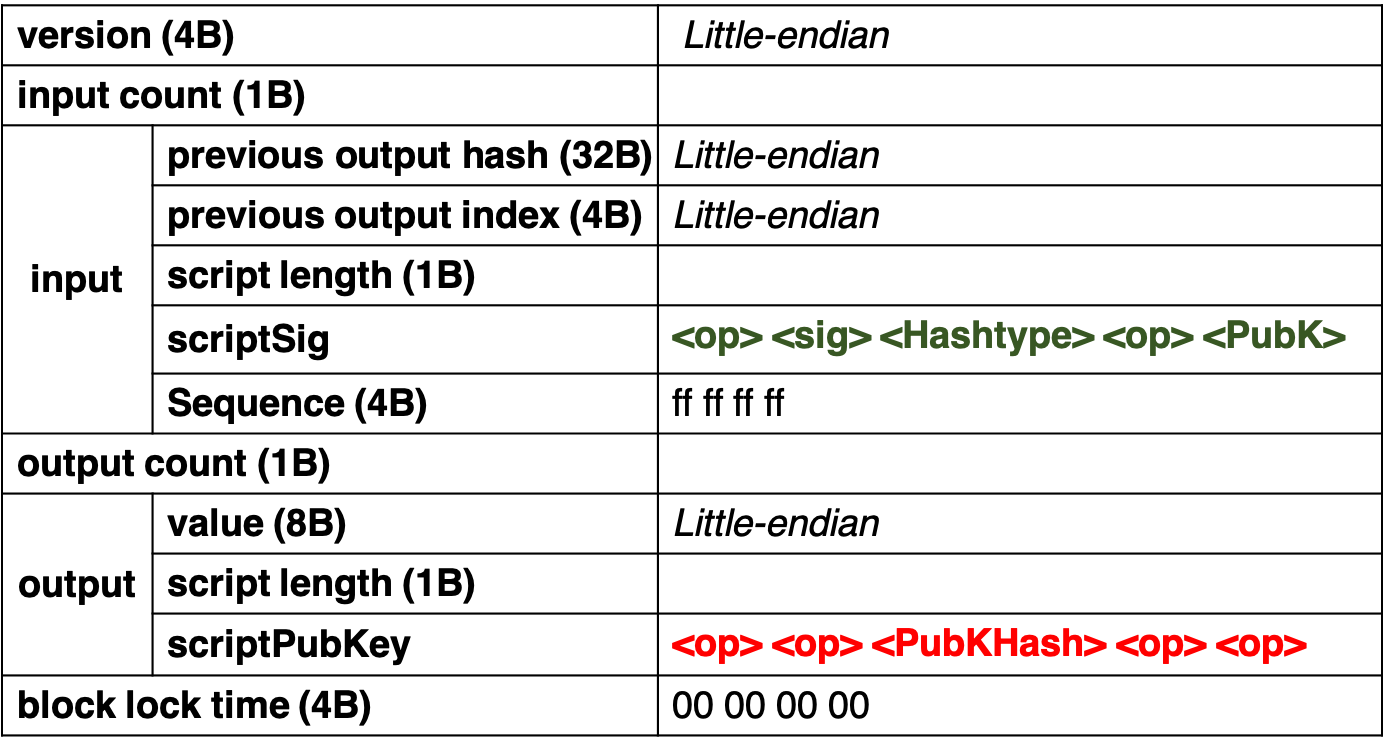 version (4B) Little-endian
input count (1B)
input
previous output hash (32B) Little-endian
previous output index (4B) Little-endian
script length (1B)
scriptSig <op> <sig> <Hashtype> <op> <PubK>
Sequence (4B) ff ff ff ff
output count (1B)
output
value (8B) Little-endian
script length (1B)
scriptPubKey <op> <op> <PubKHash> <op> <op>
block lock time (4B) 00 00 00 00